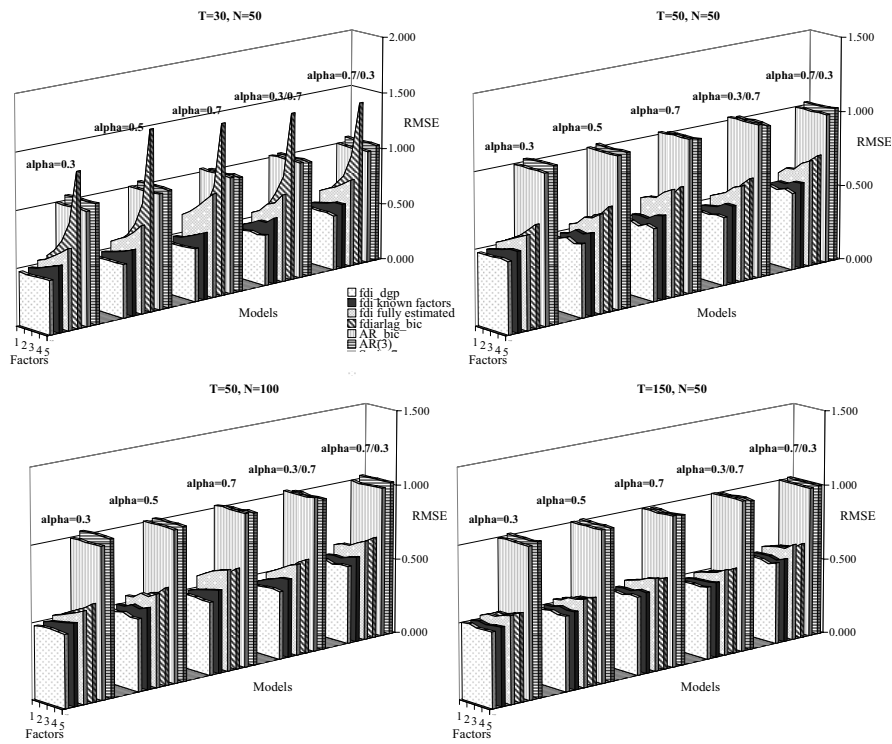 T=30, N=50
2.000
1.500
1.000
0.500
0.000
RMSE
alpha=0.3
alpha=0.5
alpha=0.7
alpha=0.3/0.7
alpha=0.7/0.3
fdi_dgp
fdi known factors
fdi fully estimated
fdiarlag_bic
AR_bic
AR(3)
Models
1 2 3 4 5
Factors
T=50, N=50
1.500
1.000
0.500
0.000
RMSE
alpha=0.3
alpha=0.5
alpha=0.7
alpha=0.3/0.7
alpha=0.7/0.3
Models
1 2 3 4 5
Factors
T=50, N=100
1.500
1.000
0.500
0.000
RMSE
alpha=0.3
alpha=0.5
alpha=0.7
alpha=0.3/0.7
alpha=0.7/0.3
Models
1 2 3 4 5
Factors
T=150, N=50
1.500
1.000
0.500
0.000
RMSE
alpha=0.3
alpha=0.5
alpha=0.7
alpha=0.3/0.7
alpha=0.7/0.3
Models
1 2 3 4 5
Factors